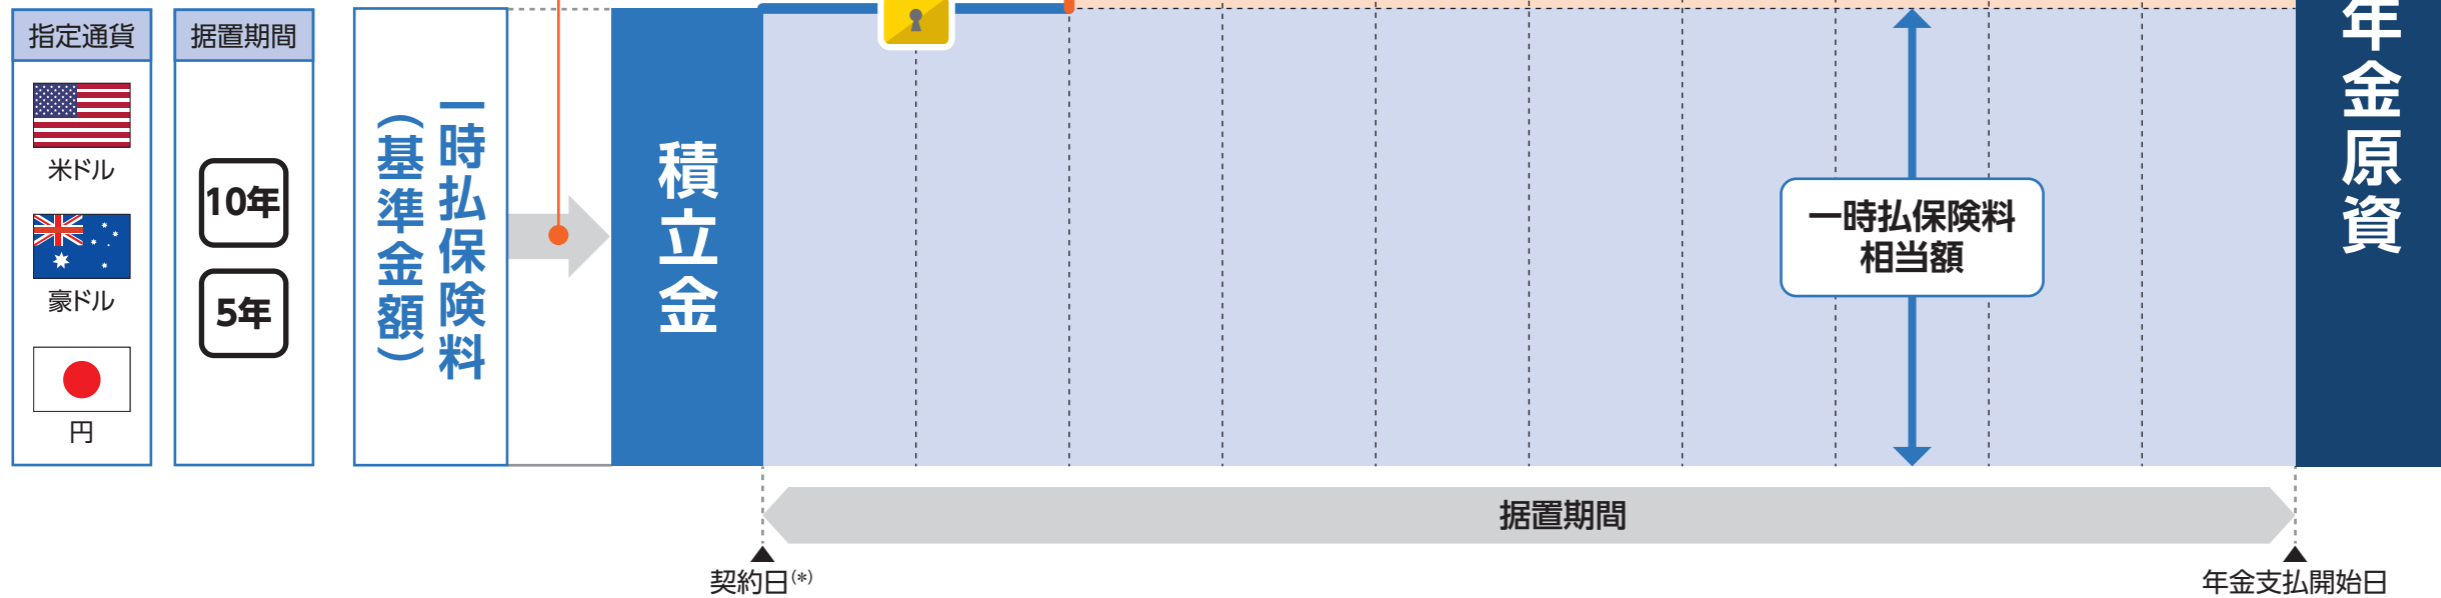 指定通貨
米ドル
豪ドル
円
据置期間
10年
5年
一時払保険料
（基準金額）
積立金
一時払保険料
相当額
年金原資
据置期間
契約日(*)
年金支払開始日